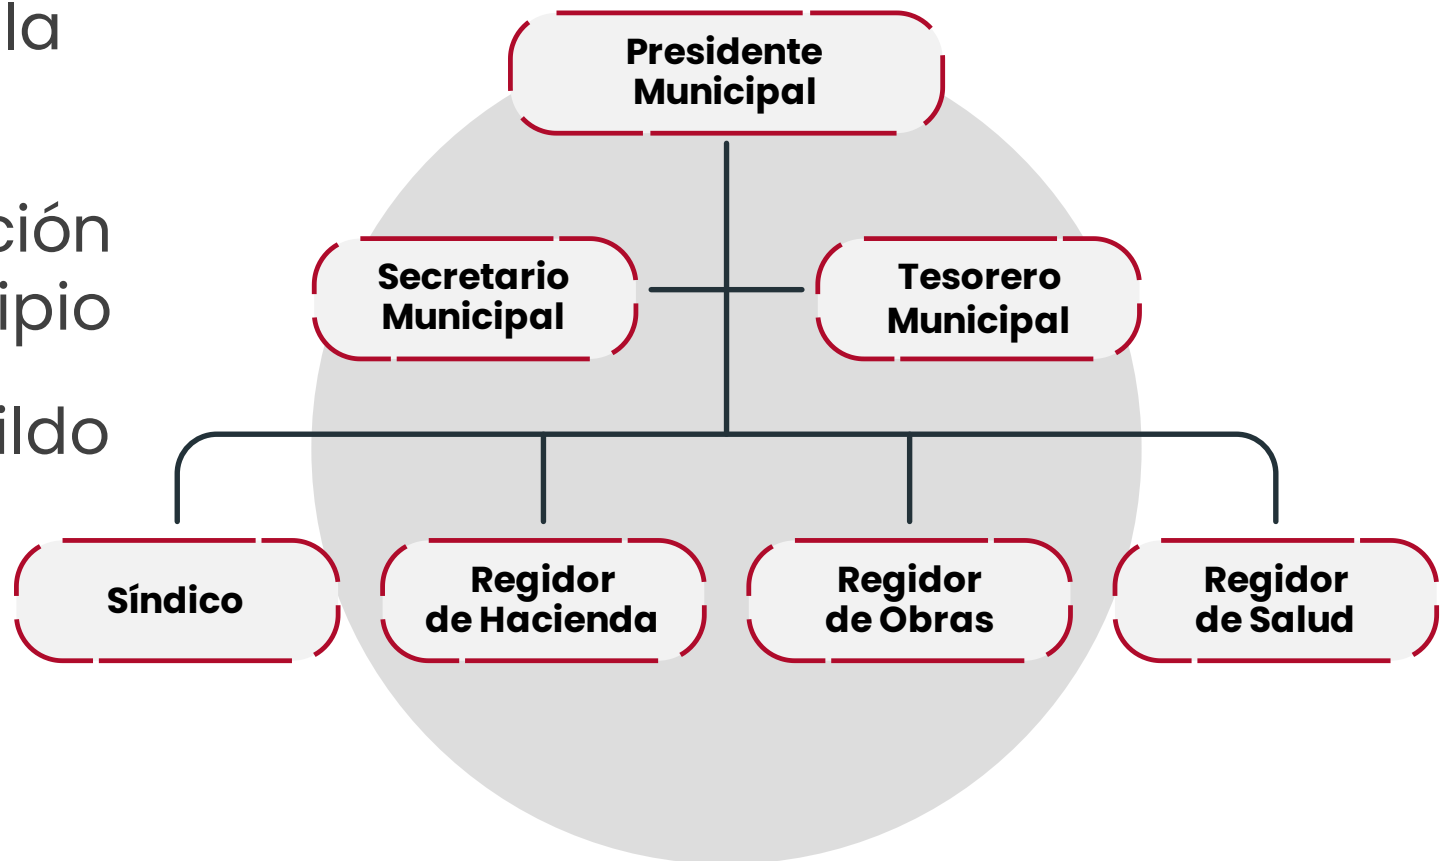 la
ción
ipio
ildo
Presidente
Municipal
Secretario
Municipal
Tesorero
Municipal
Síndico
Regidor
de Hacienda
Regidor
de Obras
Regidor
de Salud